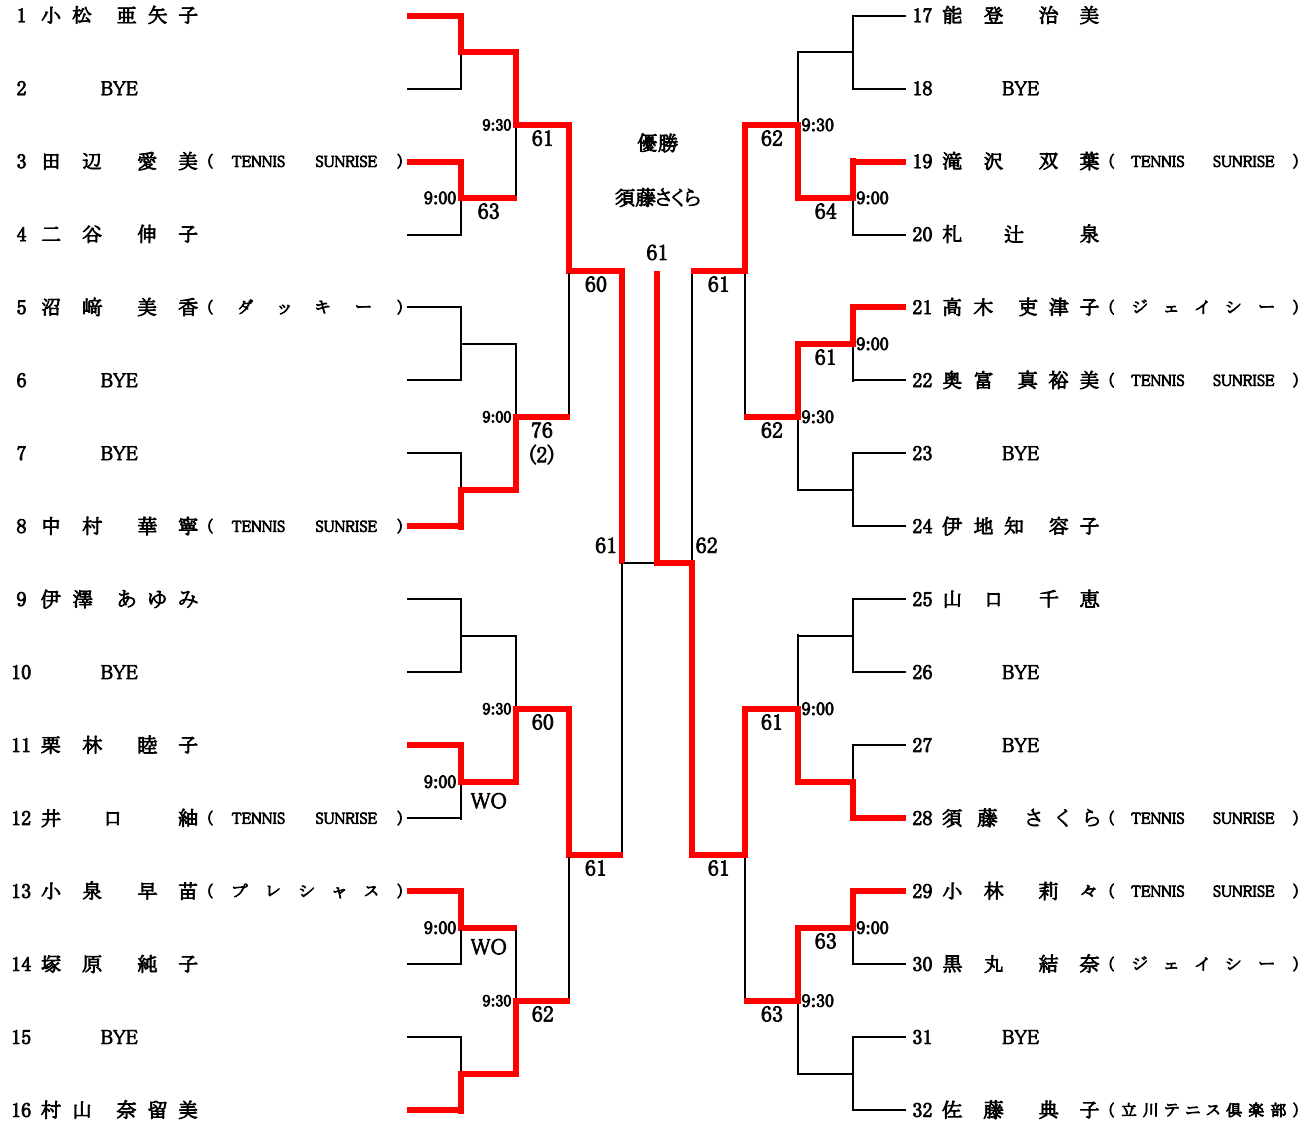 1 小松 亜矢子
2 BYE
9:30
61
3 田辺 愛美 ( TENNIS SUNRISE )
9:00
63
4 二谷 伸子
60
5 沼﨑 美香 ( ダッキー )
6 BYE
9:00
76
(2)
7 BYE
8 中村 華寧 ( TENNIS SUNRISE )
61
9 伊澤 あゆみ
10 BYE
9:30
60
11 栗林 睦子
9:00
WO
12 井口 紬 ( TENNIS SUNRISE )
61
13 小泉 早苗 ( プレシャス )
9:00
WO
14 塚原 純子
9:30
62
15 BYE
16 村山 奈留美
優勝
須藤さくら
61
17 能登 治美
18 BYE
62
9:30
19 滝沢 双葉 ( TENNIS SUNRISE )
64
9:00
20 札辻 泉
61
21 高木 吏津子 ( ジェイシー )
61
9:00
22 奥富 真裕美 ( TENNIS SUNRISE )
62
9:30
23 BYE
24 伊地知 容子
62
25 山口 千恵
26 BYE
61
9:00
27 BYE
28 須藤 さくら ( TENNIS SUNRISE )
61
29 小林 莉々 ( TENNIS SUNRISE )
63
9:00
30 黒丸 結奈 ( ジェイシー )
63
9:30
31 BYE
32 佐藤 典子 ( 立川テニス倶楽部 )